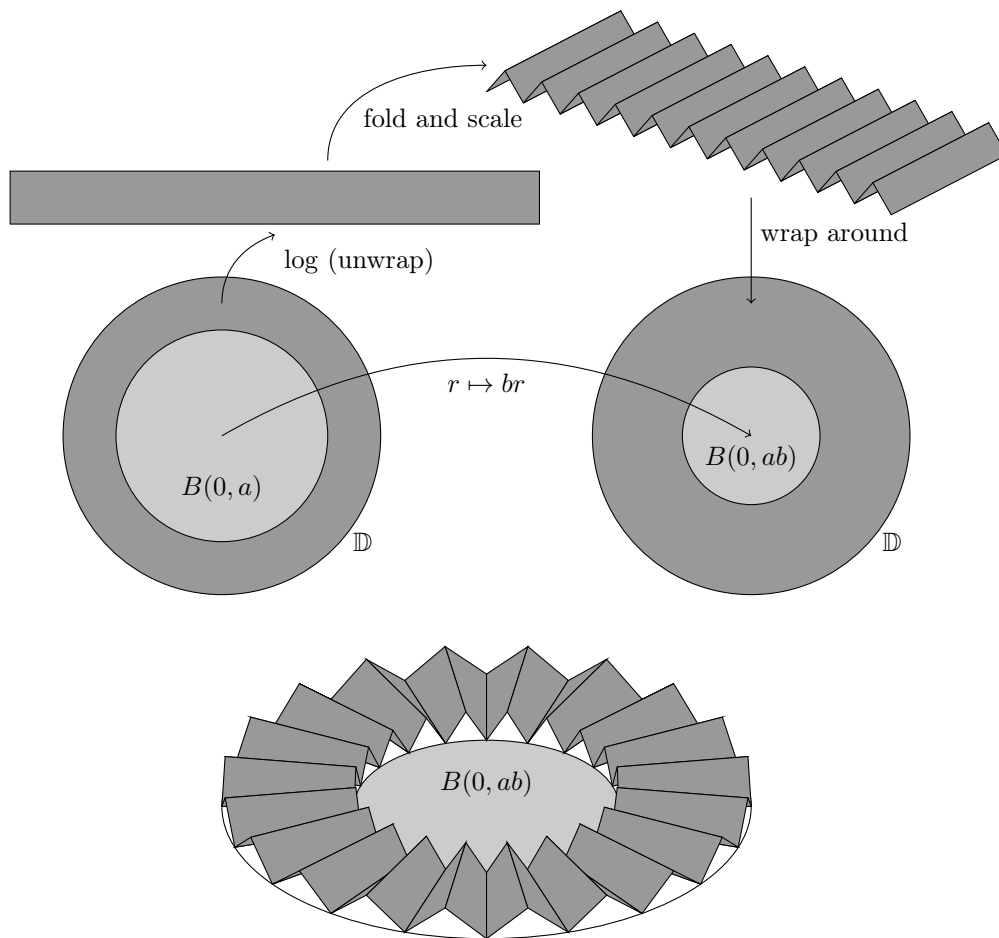 fold and scale
wrap around
log (unwrap)
r ↦ br
B(0, a)
B(0, ab)
𝔻
𝔻
B(0, ab)